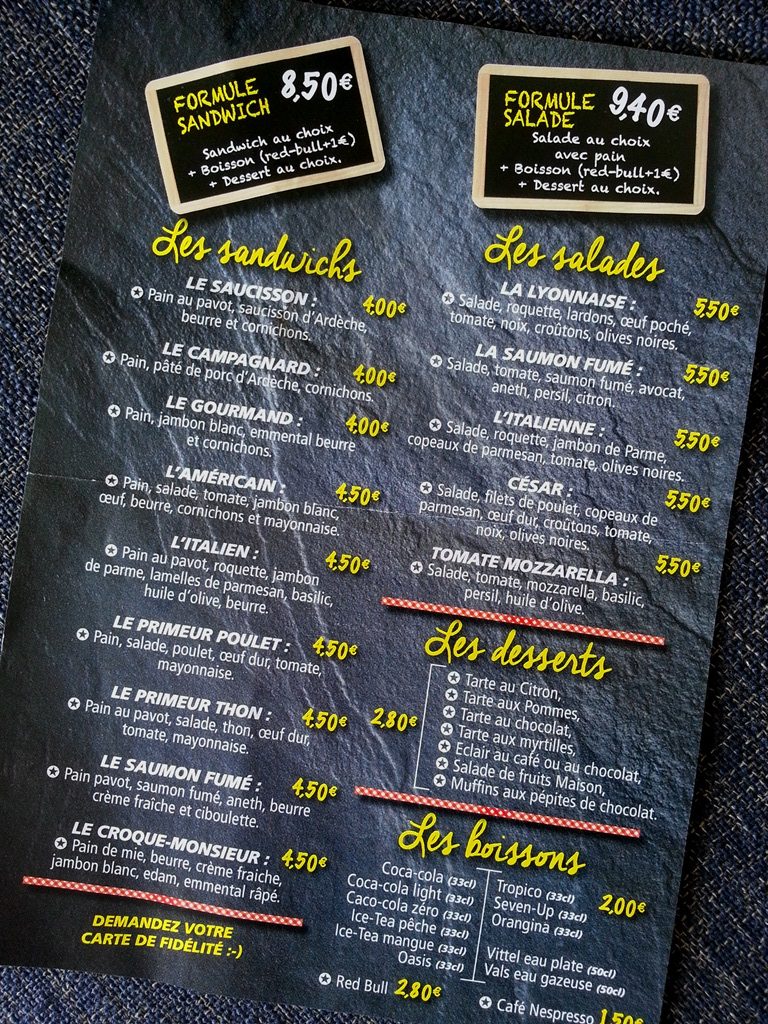 FORMULE
SANDWICH
8,50€
Sandwich au choix
+ Boisson (red-bull+1€)
+ Dessert au choix.
FORMULE
SALADE
9,40€
Salade au choix
avec pain
+ Boisson (red-bull+1€)
+ Dessert au choix.
Les sandwichs
LE SAUCISSON :
Pain au pavot, saucisson d'Ardèche,
beurre et cornichons.
4,00€
LE CAMPAGNARD :
Pain, pâté de porc d'Ardèche, cornichons.
4,00€
LE GOURMAND :
Pain, jambon blanc, emmental beurre
et cornichons.
4,00€
L'AMÉRICAIN :
Pain, salade, tomate, jambon blanc,
œuf, beurre, cornichons et mayonnaise.
4,50€
L'ITALIEN :
Pain au pavot, roquette, jambon
de parme, lamelles de parmesan, basilic,
huile d'olive, beurre.
4,50€
LE PRIMEUR POULET :
Pain, salade, poulet, œuf dur, tomate,
mayonnaise.
4,50€
LE PRIMEUR THON :
Pain au pavot, salade, thon, œuf dur,
tomate, mayonnaise.
4,50€
LE SAUMON FUMÉ :
Pain pavot, saumon fumé, aneth, beurre
crème fraîche et ciboulette.
4,50€
LE CROQUE-MONSIEUR :
Pain de mie, beurre, crème fraiche,
jambon blanc, edam, emmental râpé.
4,50€
DEMANDEZ VOTRE
CARTE DE FIDÉLITÉ :-)
Les salades
LA LYONNAISE :
Salade, roquette, lardons, œuf poché,
tomate, noix, croûtons, olives noires.
5,50€
LA SAUMON FUMÉ :
Salade, tomate, saumon fumé, avocat,
aneth, persil, citron.
5,50€
L'ITALIENNE :
Salade, roquette, jambon de Parme,
copeaux de parmesan, tomate, olives noires.
5,50€
CÉSAR :
Salade, filets de poulet, copeaux de
parmesan, œuf dur, croûtons, tomate,
noix, olives noires.
5,50€
TOMATE MOZZARELLA :
Salade, tomate, mozzarella, basilic,
persil, huile d'olive.
5,50€
Les desserts
2,80€
Tarte au Citron,
Tarte aux Pommes,
Tarte au chocolat,
Tarte aux myrtilles,
Eclair au café ou au chocolat,
Salade de fruits Maison,
Muffins aux pépites de chocolat.
Les boissons
Coca-cola (33cl)
Coca-cola light (33cl)
Caco-cola zéro (33cl)
Ice-Tea pêche (33cl)
Ice-Tea mangue (33cl)
Oasis (33cl)
Tropico (33cl)
Seven-Up (33cl)
Orangina (33cl)
Vittel eau plate (50cl)
Vals eau gazeuse (50cl)
2,00€
Red Bull 2,80€
Café Nespresso 1,50€